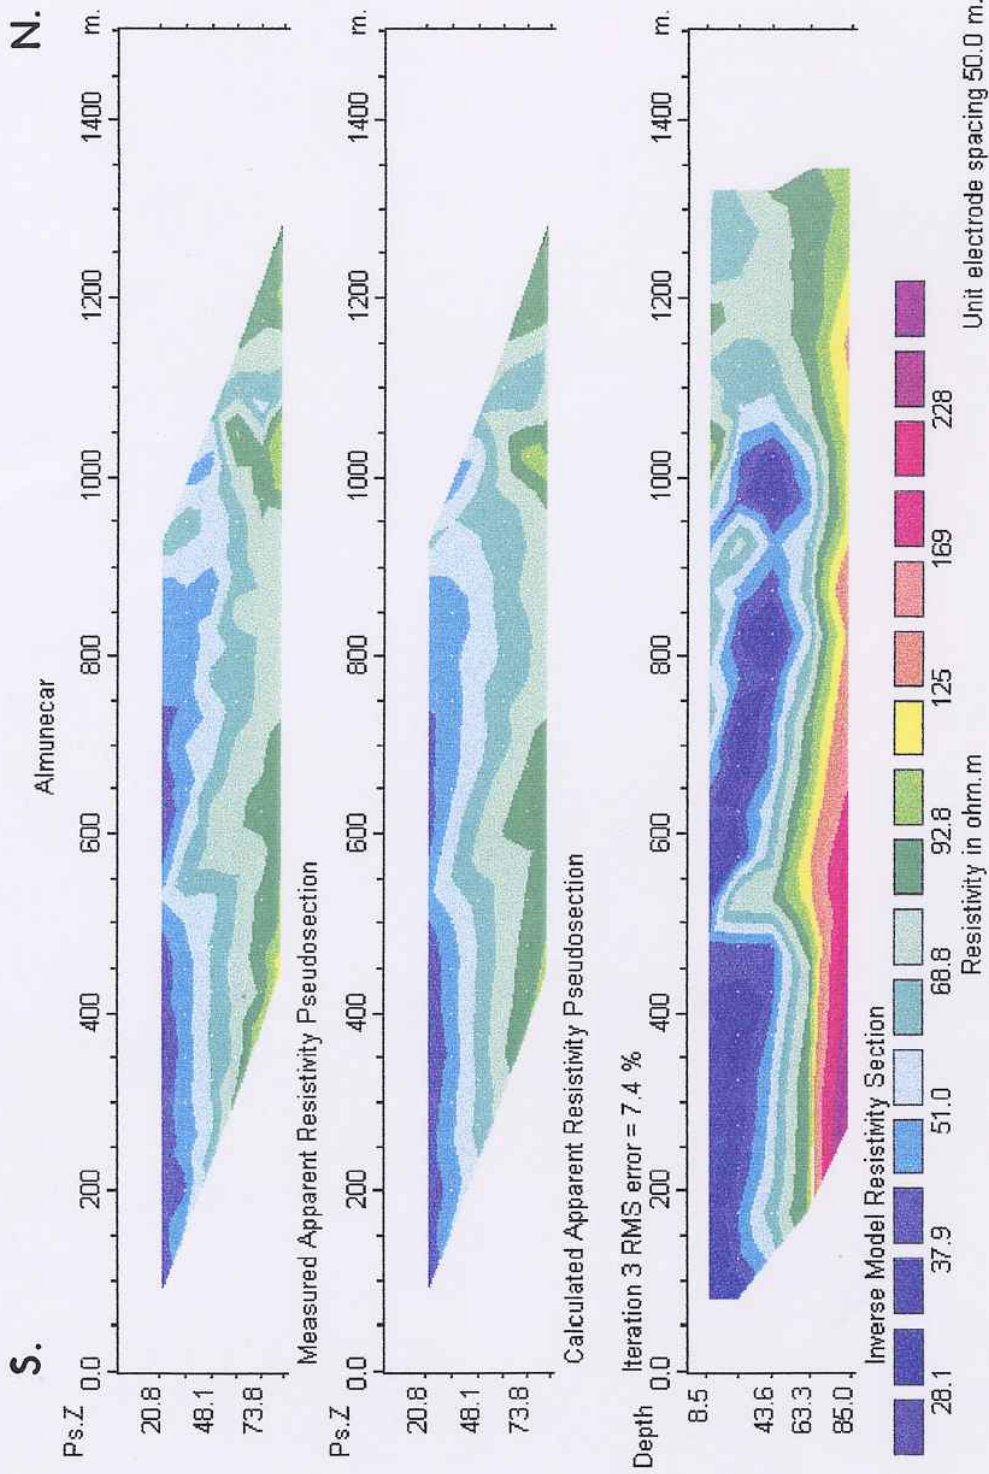 S. N.
Almunecar
Ps.Z 0.0 200 400 600 800 1000 1200 1400 m.
20.8
48.1
73.8
Measured Apparent Resistivity Pseudosection
Ps.Z 0.0 200 400 600 800 1000 1200 1400 m.
20.8
48.1
73.8
Calculated Apparent Resistivity Pseudosection
Depth Iteration 3 RMS error = 7.4 %
0.0 200 400 600 800 1000 1200 1400 m.
8.5
43.6
63.3
85.0
Inverse Model Resistivity Section
28.1 37.9 51.0 68.8 92.8 125 169 228
Resistivity in ohm.m
Unit electrode spacing 50.0 m.